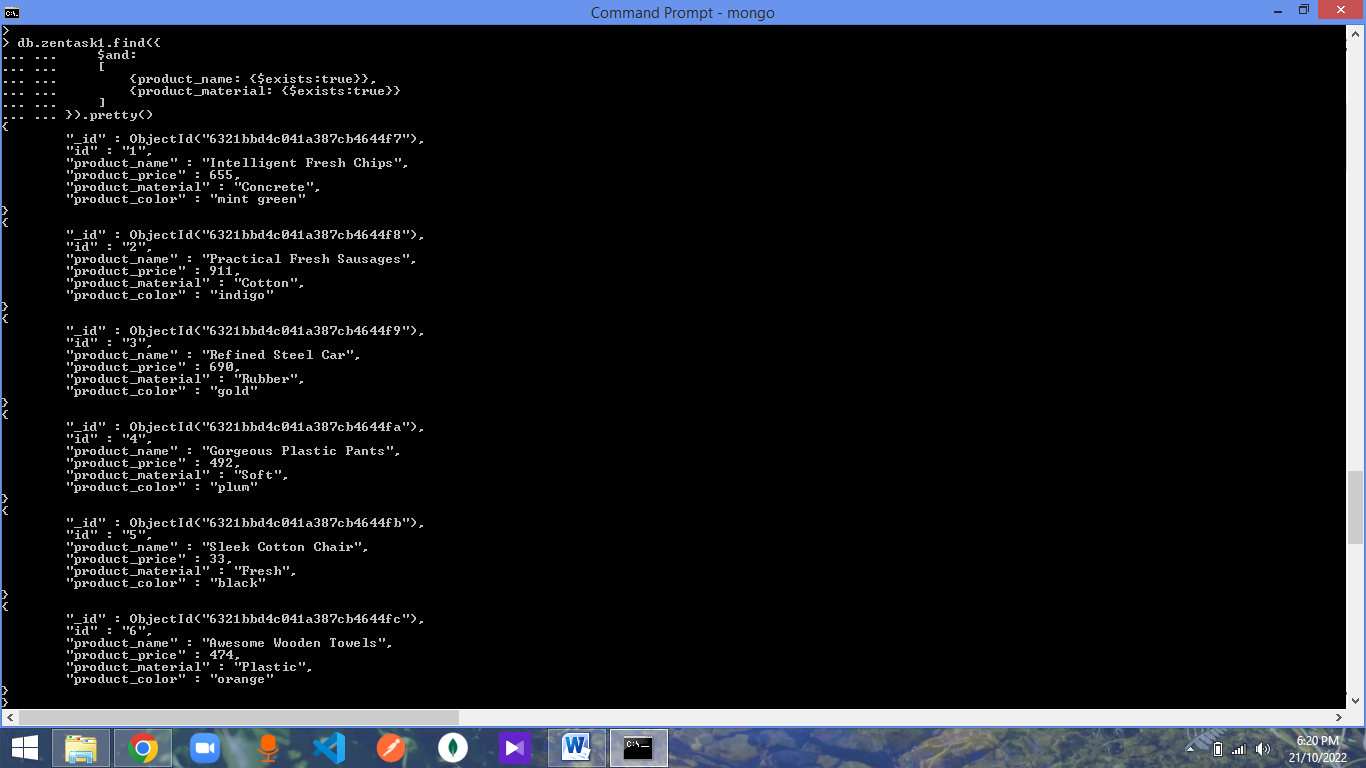 Command Prompt - mongo
>
> db.zentask1.find({
... ...     $and:
... ...     [
... ...         {product_name: {$exists:true}},
... ...         {product_material: {$exists:true}}
... ...     ]
... ... }).pretty()
{
        "_id" : ObjectId("6321bbd4c041a387cb4644f7"),
        "id" : "1",
        "product_name" : "Intelligent Fresh Chips",
        "product_price" : 655,
        "product_material" : "Concrete",
        "product_color" : "mint green"
}
{
        "_id" : ObjectId("6321bbd4c041a387cb4644f8"),
        "id" : "2",
        "product_name" : "Practical Fresh Sausages",
        "product_price" : 911,
        "product_material" : "Cotton",
        "product_color" : "indigo"
}
{
        "_id" : ObjectId("6321bbd4c041a387cb4644f9"),
        "id" : "3",
        "product_name" : "Refined Steel Car",
        "product_price" : 690,
        "product_material" : "Rubber",
        "product_color" : "gold"
}
{
        "_id" : ObjectId("6321bbd4c041a387cb4644fa"),
        "id" : "4",
        "product_name" : "Gorgeous Plastic Pants",
        "product_price" : 492,
        "product_material" : "Soft",
        "product_color" : "plum"
}
{
        "_id" : ObjectId("6321bbd4c041a387cb4644fb"),
        "id" : "5",
        "product_name" : "Sleek Cotton Chair",
        "product_price" : 33,
        "product_material" : "Fresh",
        "product_color" : "black"
}
{
        "_id" : ObjectId("6321bbd4c041a387cb4644fc"),
        "id" : "6",
        "product_name" : "Awesome Wooden Towels",
        "product_price" : 474,
        "product_material" : "Plastic",
        "product_color" : "orange"
}
}
6:20 PM
21/10/2022